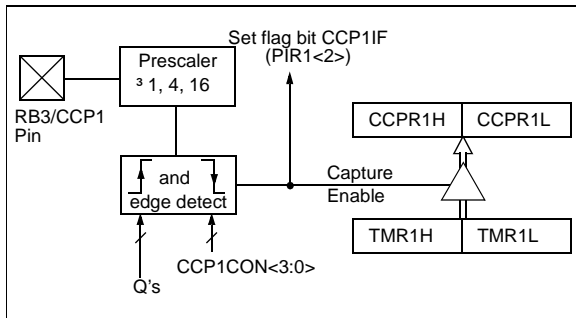 Set flag bit CCP1IF
(PIR1<2>)
Prescaler
³ 1, 4, 16
RB3/CCP1
Pin
CCPR1H
CCPR1L
and
edge detect
Capture
Enable
TMR1H
TMR1L
CCP1CON<3:0>
Q's